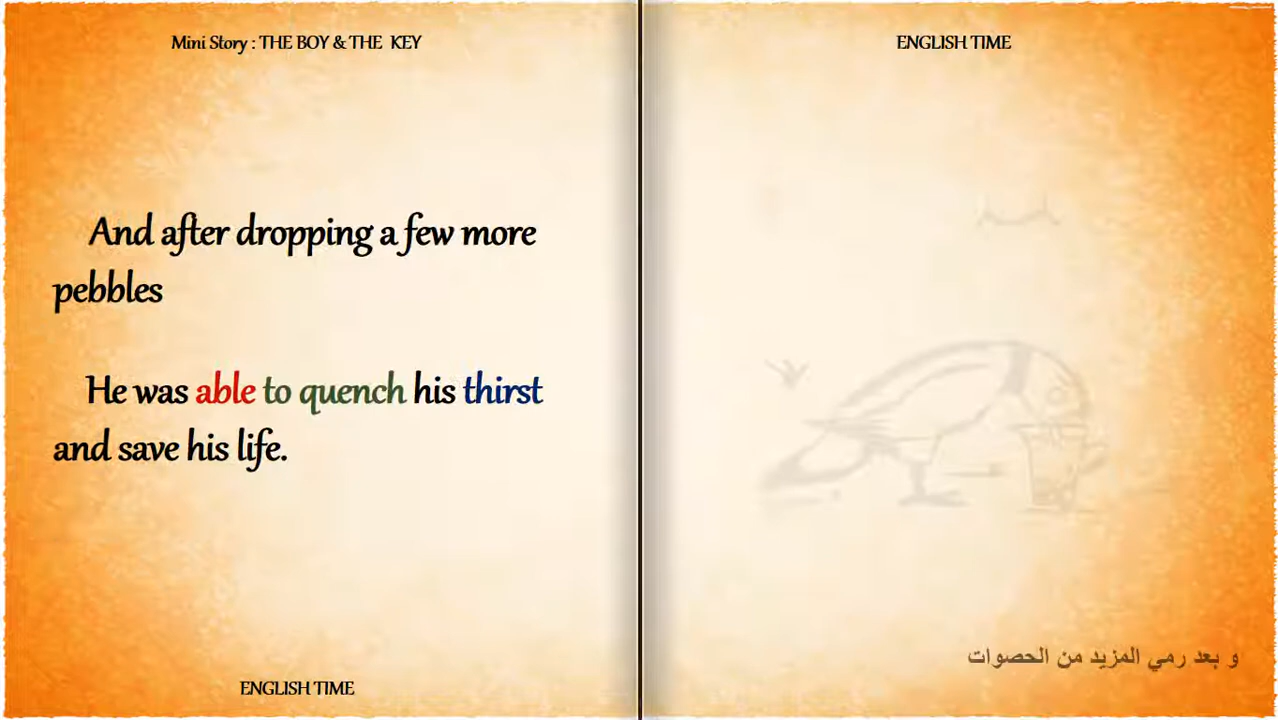 Mini Story : THE BOY & THE KEY
And after dropping a few more
pebbles
He was able to quench his thirst
and save his life.
ENGLISH TIME
ENGLISH TIME
و بعد رمي المزيد من الحصوات